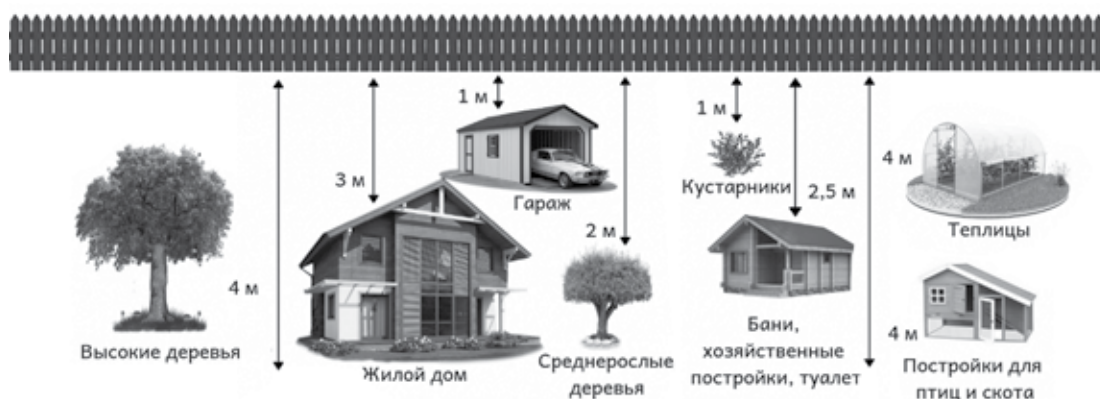 1 м
1 м
3 м
4 м
Кустарники
2,5 м
Гараж
2 м
Теплицы
4 м
Высокие деревья
Жилой дом
Среднерослые
деревья
Бани,
хозяйственные
постройки, туалет
4 м
Постройки для
птиц и скота